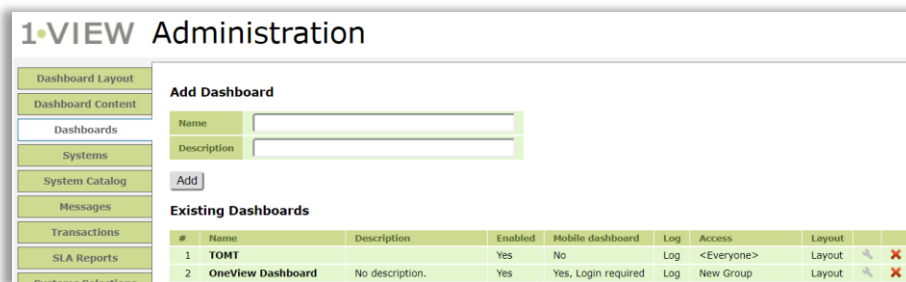 1•VIEW Administration
Dashboard Layout
Dashboard Content
Dashboards
Systems
System Catalog
Messages
Transactions
SLA Reports
Systems Selections
Add Dashboard
Name
Description
Add
Existing Dashboards
# Name Description Enabled Mobile dashboard Log Access Layout
1 TOMT Yes No Log <Everyone> Layout
2 OneView Dashboard No description. Yes Yes, Login required Log New Group Layout